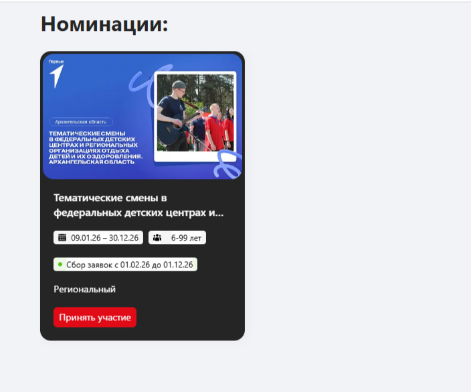 Номинации:
Первые
Архангельская область
ТЕМАТИЧЕСКИЕ СМЕНЫ
В ФЕДЕРАЛЬНЫХ ДЕТСКИХ
ЦЕНТРАХ И РЕГИОНАЛЬНЫХ
ОРГАНИЗАЦИЯХ ОТДЫХА
ДЕТЕЙ И ИХ ОЗДОРОВЛЕНИЯ.
АРХАНГЕЛЬСКАЯ ОБЛАСТЬ
Тематические смены в
федеральных детских центрах и...
09.01.26 – 30.12.26 6-99 лет
Сбор заявок с 01.02.26 до 01.12.26
Региональный
Принять участие